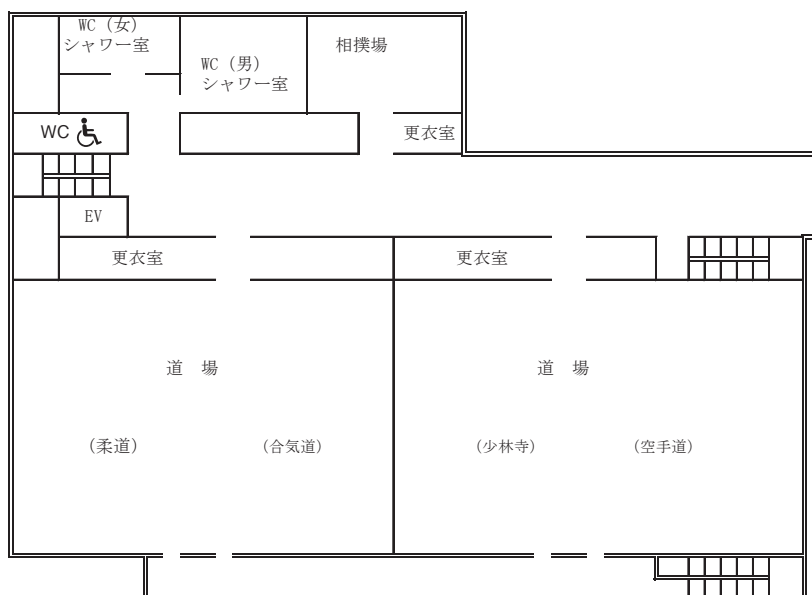 WC（女）
シャワー室
WC（男）
シャワー室
相撲場
WC
更衣室
EV
更衣室
更衣室
道　場
道　場
（柔道）
（合気道）
（少林寺）
（空手道）